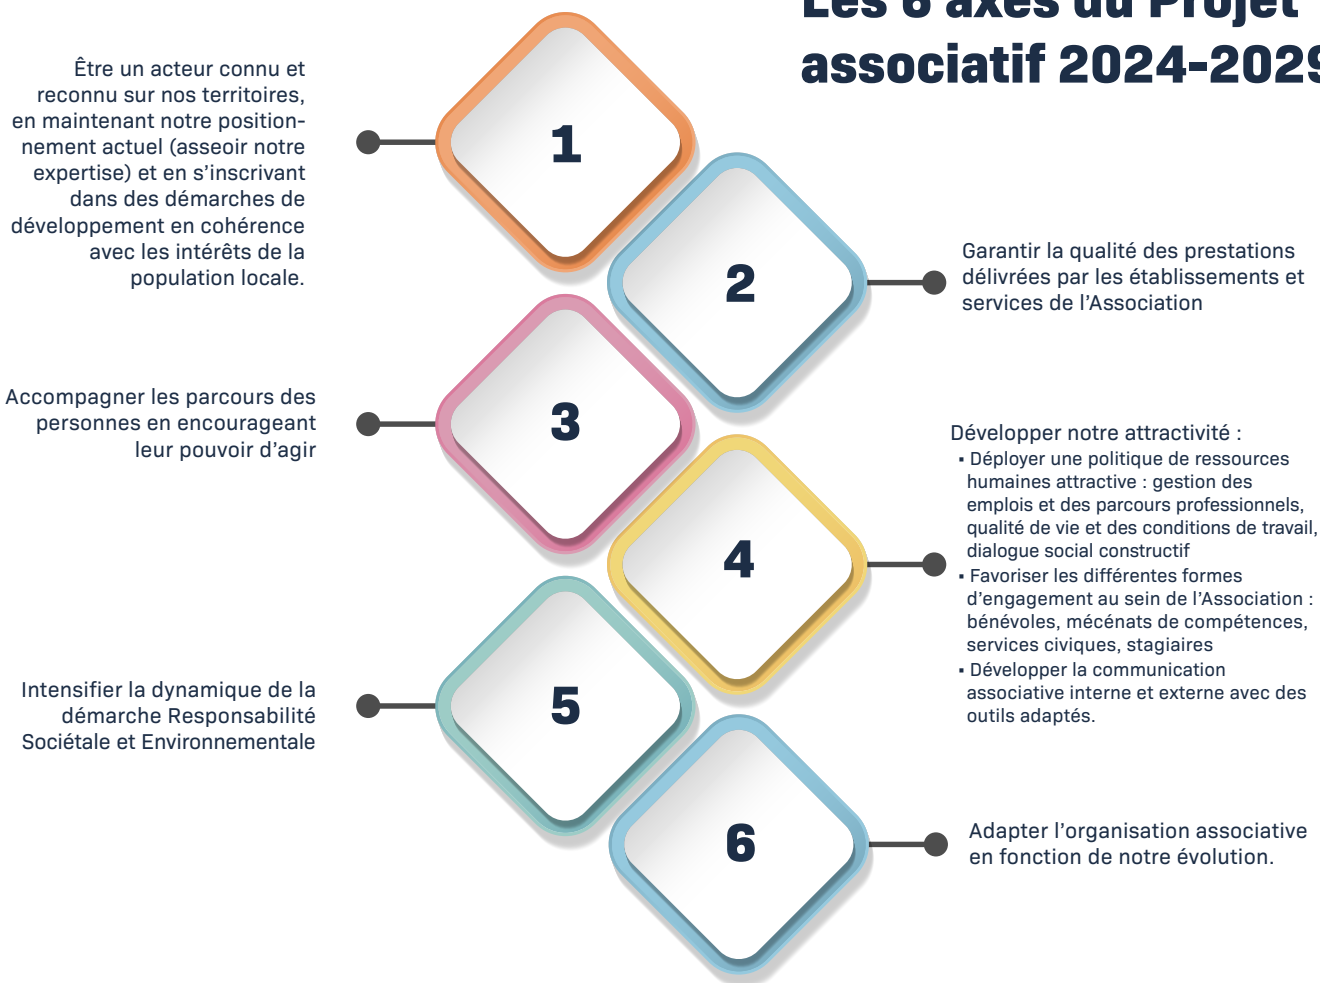 Les 6 axes du Projet
associatif 2024-2029
1
Être un acteur connu et
reconnu sur nos territoires,
en maintenant notre position-
nement actuel (asseoir notre
expertise) et en s'inscrivant
dans des démarches de
développement en cohérence
avec les intérêts de la
population locale.
2
Garantir la qualité des prestations
délivrées par les établissements et
services de l'Association
3
Accompagner les parcours des
personnes en encourageant
leur pouvoir d'agir
4
Développer notre attractivité :
▪ Déployer une politique de ressources
humaines attractive : gestion des
emplois et des parcours professionnels,
qualité de vie et des conditions de travail,
dialogue social constructif
▪ Favoriser les différentes formes
d'engagement au sein de l'Association :
bénévoles, mécénats de compétences,
services civiques, stagiaires
▪ Développer la communication
associative interne et externe avec des
outils adaptés.
5
Intensifier la dynamique de la
démarche Responsabilité
Sociétale et Environnementale
6
Adapter l'organisation associative
en fonction de notre évolution.